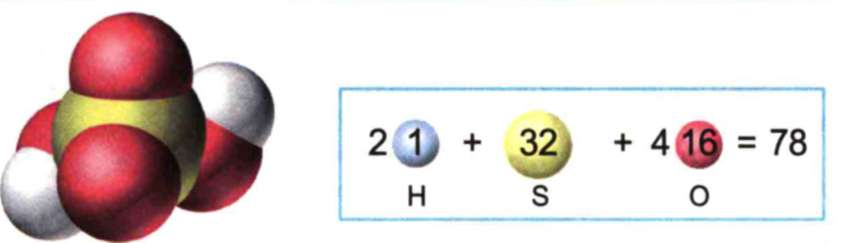 2 1 + 32 + 4 16 = 78
H S O